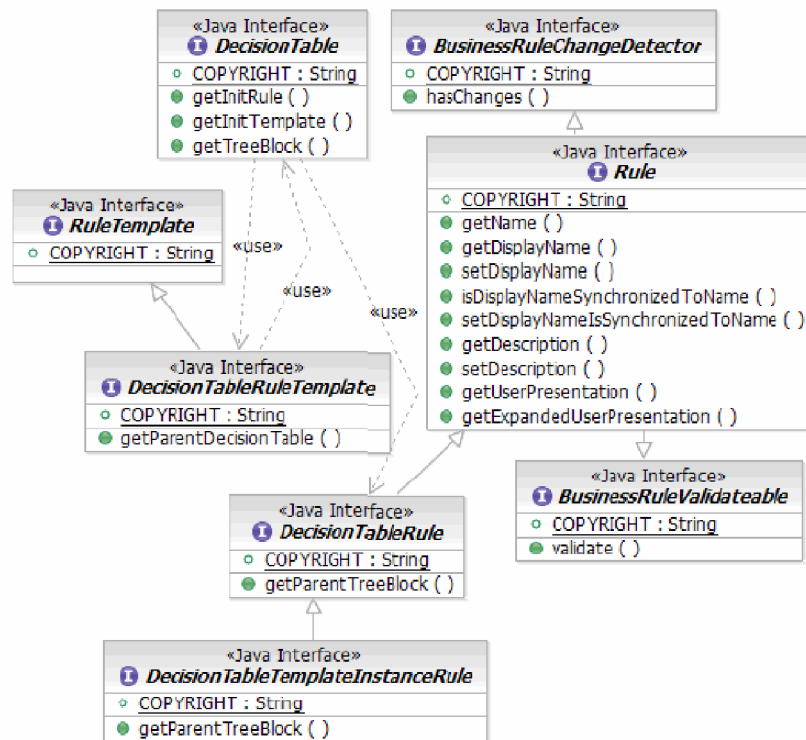 «Java Interface»
DecisionTable
COPYRIGHT : String
getInitRule ( )
getInitTemplate ( )
getTreeBlock ( )
«Java Interface»
BusinessRuleChangeDetector
COPYRIGHT : String
hasChanges ( )
«Java Interface»
Rule
COPYRIGHT : String
getName ( )
getDisplayName ( )
setDisplayName ( )
isDisplayNameSynchronizedToName ( )
setDisplayNameIsSynchronizedToName ( )
getDescription ( )
setDescription ( )
getUserPresentation ( )
getExpandedUserPresentation ( )
«Java Interface»
RuleTemplate
COPYRIGHT : String
«use»
«use»
«use»
«Java Interface»
DecisionTableRuleTemplate
COPYRIGHT : String
getParentDecisionTable ( )
«Java Interface»
BusinessRuleValidateable
COPYRIGHT : String
validate ( )
«Java Interface»
DecisionTableRule
COPYRIGHT : String
getParentTreeBlock ( )
«Java Interface»
DecisionTableTemplateInstanceRule
COPYRIGHT : String
getParentTreeBlock ( )